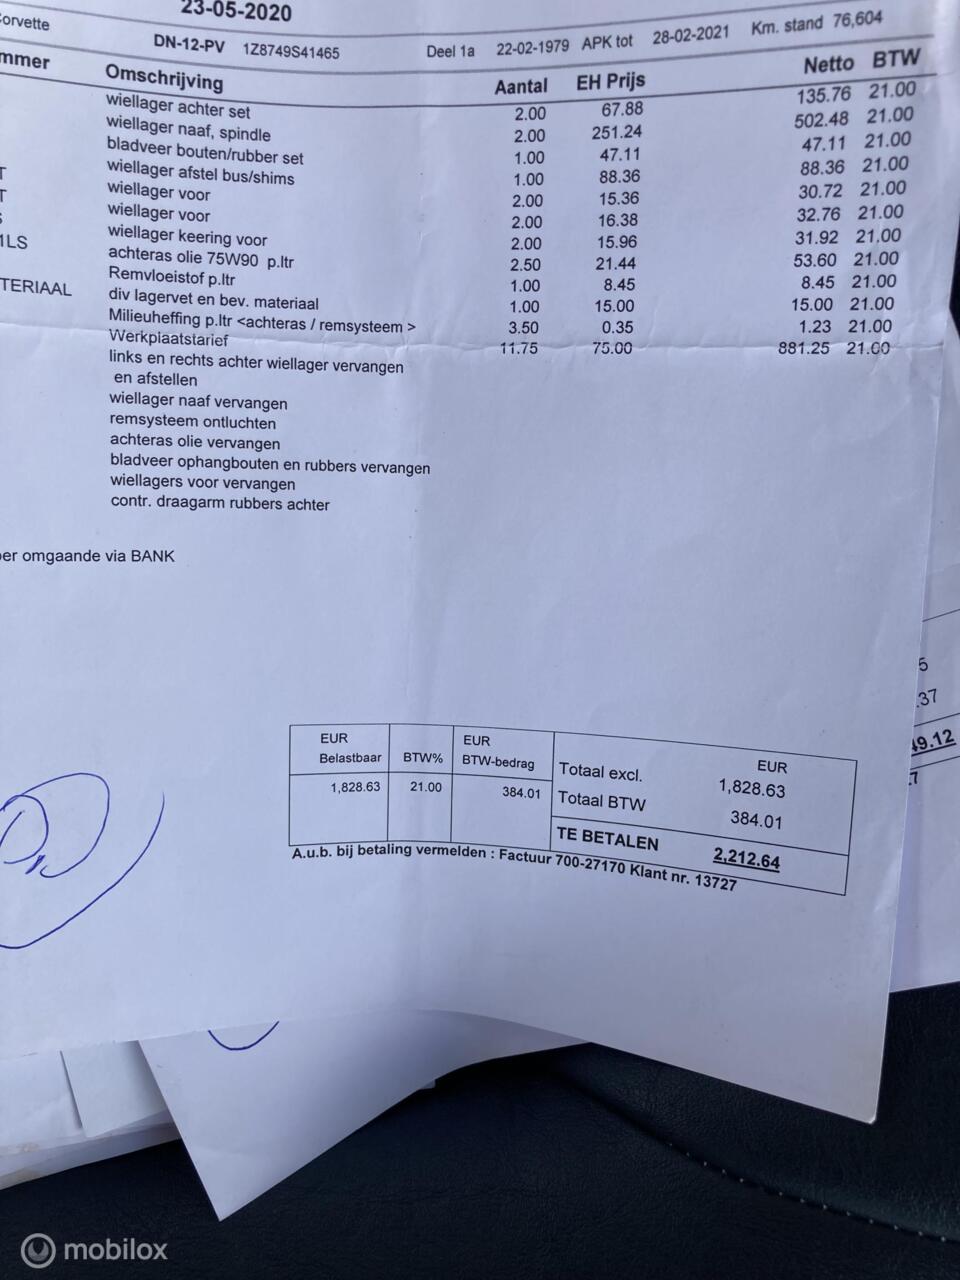 23-05-2020
Corvette DN-12-PV 1Z8749S41465 Deel 1a 22-02-1979 APK tot 28-02-2021 Km. stand 76,604
mmer Omschrijving Aantal EH Prijs Netto BTW
wiellager achter set 2.00 67.88 135.76 21.00
wiellager naaf, spindle 2.00 251.24 502.48 21.00
bladveer bouten/rubber set 1.00 47.11 47.11 21.00
T wiellager afstel bus/shims 1.00 88.36 88.36 21.00
T wiellager voor 2.00 15.36 30.72 21.00
S wiellager voor 2.00 16.38 32.76 21.00
1LS wiellager keering voor 2.00 15.96 31.92 21.00
achteras olie 75W90 p.ltr 2.50 21.44 53.60 21.00
Remvloeistof p.ltr 1.00 8.45 8.45 21.00
TERIAAL div lagervet en bev. materiaal 1.00 15.00 15.00 21.00
Milieuheffing p.ltr <achteras / remsysteem > 3.50 0.35 1.23 21.00
Werkplaatstarief 11.75 75.00 881.25 21.00
links en rechts achter wiellager vervangen
en afstellen
wiellager naaf vervangen
remsysteem ontluchten
achteras olie vervangen
bladveer ophangbouten en rubbers vervangen
wiellagers voor vervangen
contr. draagarm rubbers achter
per omgaande via BANK
5
.37
49.12
7
EUR EUR EUR
Belastbaar BTW% BTW-bedrag Totaal excl. 1,828.63
1,828.63 21.00 384.01 Totaal BTW 384.01
TE BETALEN 2,212.64
A.u.b. bij betaling vermelden : Factuur 700-27170 Klant nr. 13727
mobilox